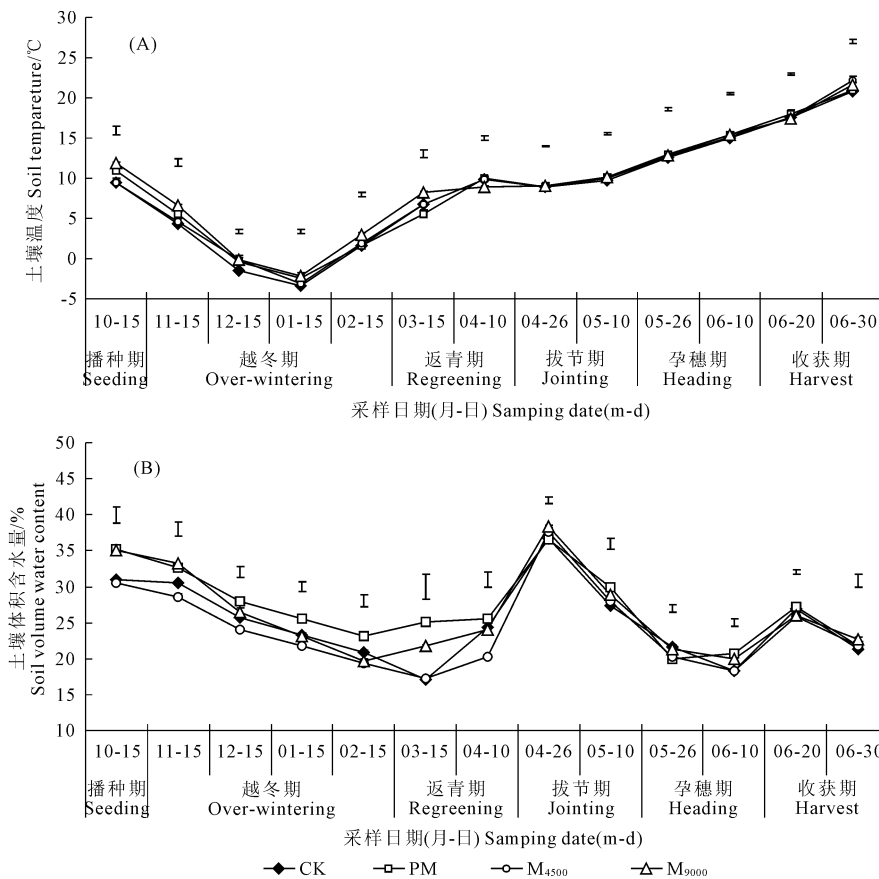 (A)
土壤温度 Soil tempareture/℃
30
25
20
15
10
5
0
-5
10-15 11-15 12-15 01-15 02-15 03-15 04-10 04-26 05-10 05-26 06-10 06-20 06-30
播种期 越冬期 返青期 拔节期 孕穗期 收获期
Seeding Over-wintering Regreening Jointing Heading Harvest
采样日期(月-日) Samping date(m-d)
(B)
土壤体积含水量/%
Soil volume water content
50
45
40
35
30
25
20
15
10
10-15 11-15 12-15 01-15 02-15 03-15 04-10 04-26 05-10 05-26 06-10 06-20 06-30
播种期 越冬期 返青期 拔节期 孕穗期 收获期
Seeding Over-wintering Regreening Jointing Heading Harvest
采样日期(月-日) Samping date(m-d)
CK PM M4500 M9000